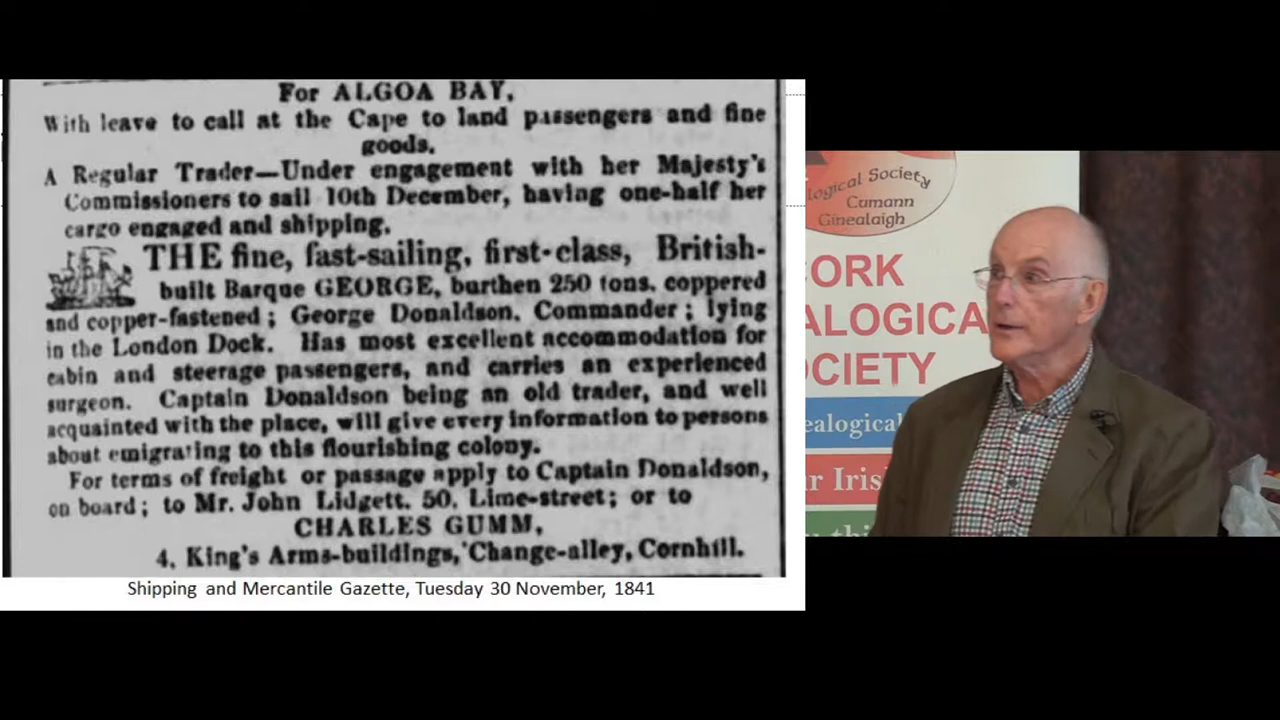 For ALGOA BAY,
With leave to call at the Cape to land passengers and fine
goods.
A Regular Trader—Under engagement with her Majesty's
Commissioners to sail 10th December, having one-half her
cargo engaged and shipping.
THE fine, fast-sailing, first-class, British-
built Barque GEORGE, burthen 250 tons, coppered
and copper-fastened; George Donaldson, Commander; lying
in the London Dock. Has most excellent accommodation for
cabin and steerage passengers, and carries an experienced
surgeon. Captain Donaldson being an old trader, and well
acquainted with the place, will give every information to persons
about emigrating to this flourishing colony.
For terms of freight or passage apply to Captain Donaldson,
on board; to Mr. John Lidgett, 50, Lime-street; or to
CHARLES GUMM,
4, King's Arms-buildings, 'Change-alley, Cornhill.
Shipping and Mercantile Gazette, Tuesday 30 November, 1841
logical Society
Cumann
Ginealaigh
ORK
ALOGICA
OCIETY
ealogical
r Iris